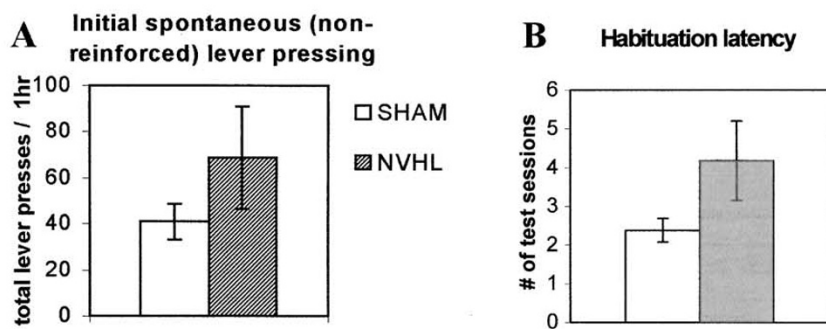 A
Initial spontaneous (non-
reinforced) lever pressing
total lever presses / 1hr
100
80
60
40
20
0
SHAM
NVHL
B
Habituation latency
# of test sessions
6
5
4
3
2
1
0